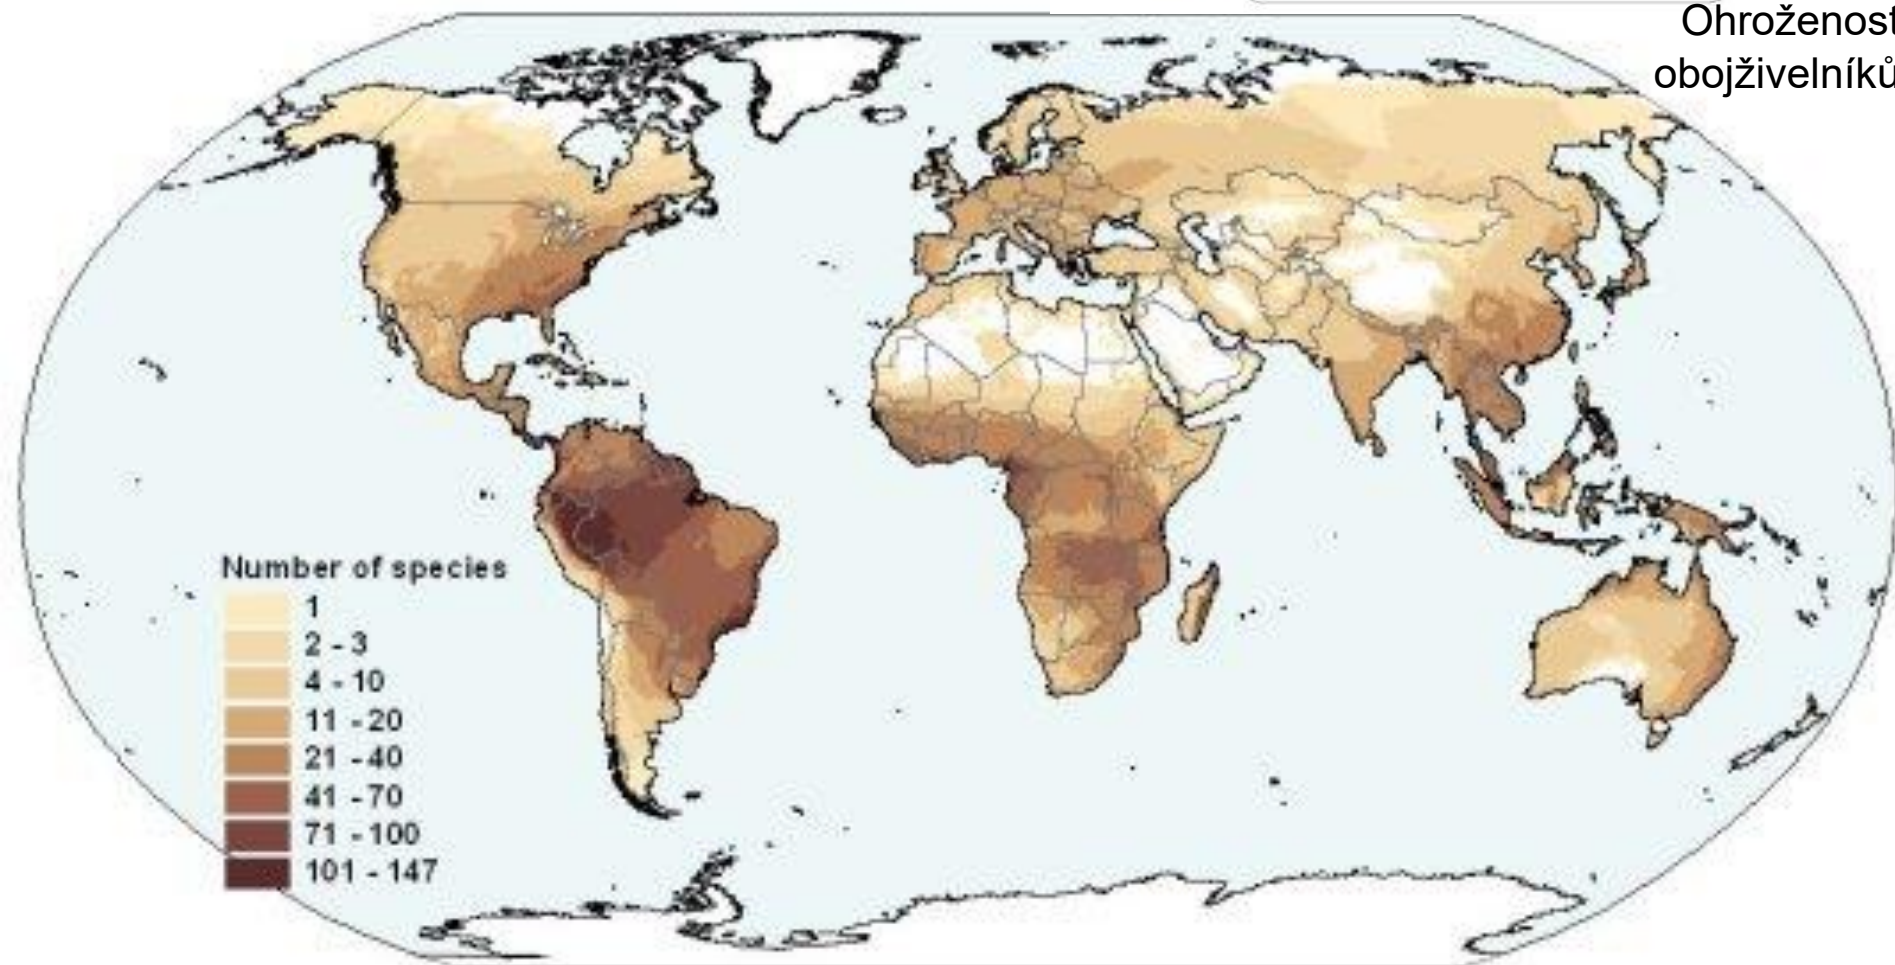 Ohroženost
obojživelníků
Number of species
1
2 - 3
4 - 10
11 - 20
21 - 40
41 - 70
71 - 100
101 - 147